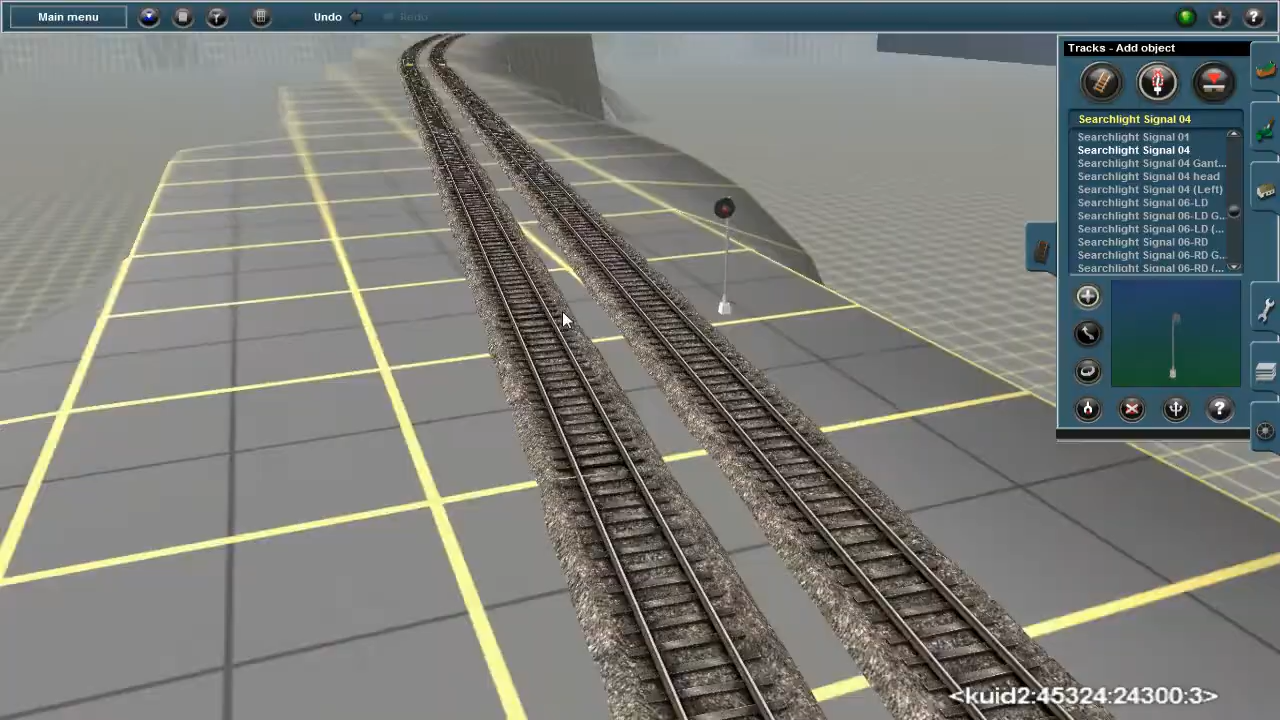 Main menu
Undo
Redo
?
Tracks - Add object
Searchlight Signal 04
Searchlight Signal 01
Searchlight Signal 04
Searchlight Signal 04 Gant...
Searchlight Signal 04 head
Searchlight Signal 04 (Left)
Searchlight Signal 06-LD
Searchlight Signal 06-LD G...
Searchlight Signal 06-LD (...
Searchlight Signal 06-RD
Searchlight Signal 06-RD G...
Searchlight Signal 06-RD (...
?
<kuid2:45324:24300:3>